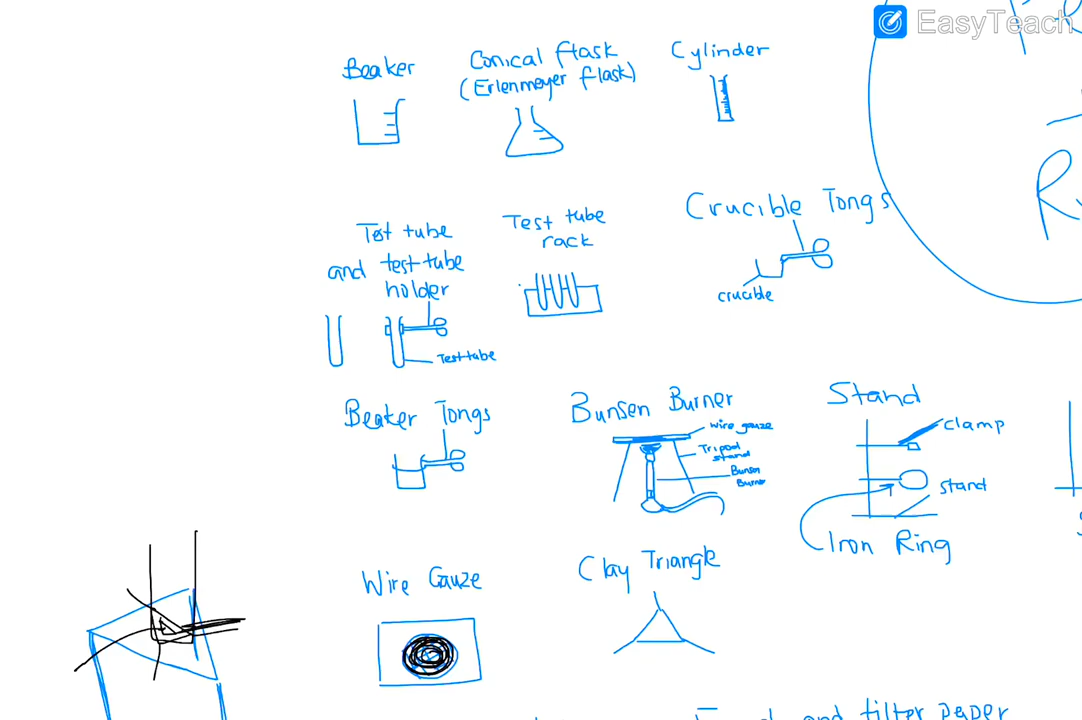 EasyTeach
Beaker
Conical flask
(Erlenmeyer flask)
Cylinder
Test tube
and test-tube
holder
Test-tube
Test tube
rack
Crucible Tongs
crucible
Beaker Tongs
Bunsen Burner
wire gauze
Tripod
stand
Bunsen
Burner
Stand
clamp
stand
Iron Ring
Wire Gauze
Clay Triangle
and filter paper